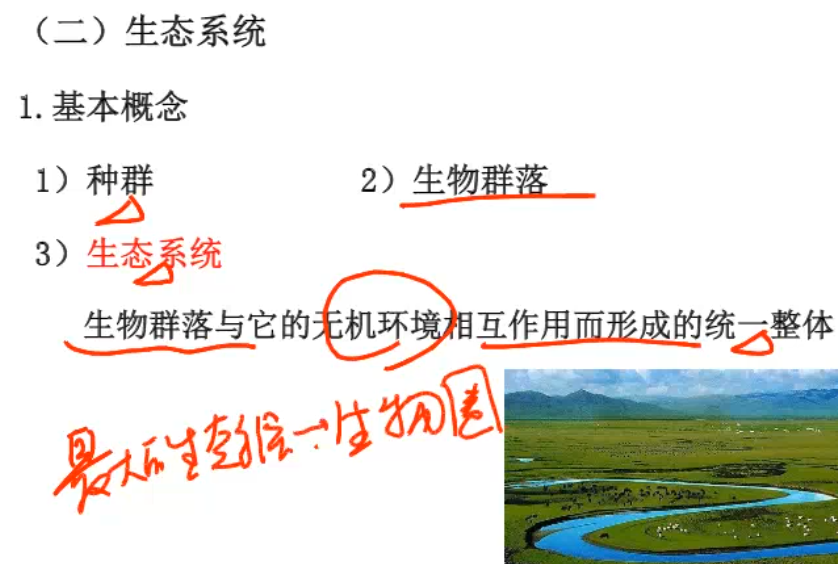 （二）生态系统
1.基本概念
1）种群 2）生物群落
3）生态系统
生物群落与它的无机环境相互作用而形成的统一整体
最大的生态系统：生物圈